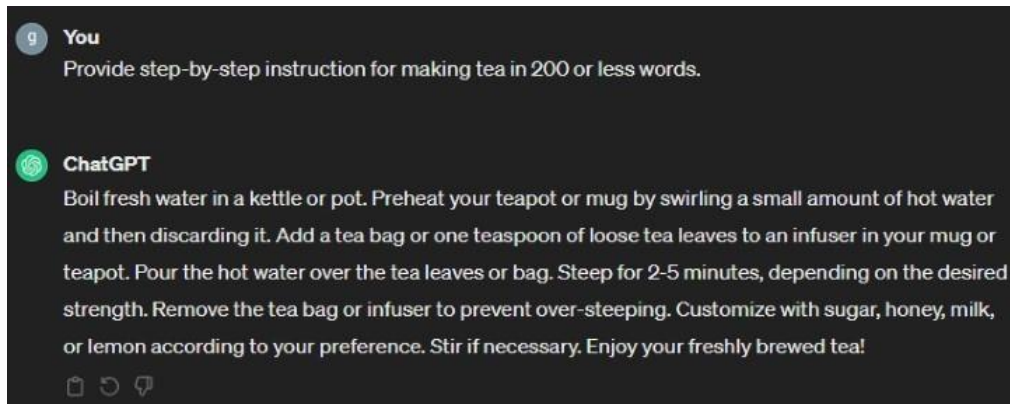 g
You
Provide step-by-step instruction for making tea in 200 or less words.
ChatGPT
Boil fresh water in a kettle or pot. Preheat your teapot or mug by swirling a small amount of hot water
and then discarding it. Add a tea bag or one teaspoon of loose tea leaves to an infuser in your mug or
teapot. Pour the hot water over the tea leaves or bag. Steep for 2-5 minutes, depending on the desired
strength. Remove the tea bag or infuser to prevent over-steeping. Customize with sugar, honey, milk,
or lemon according to your preference. Stir if necessary. Enjoy your freshly brewed tea!